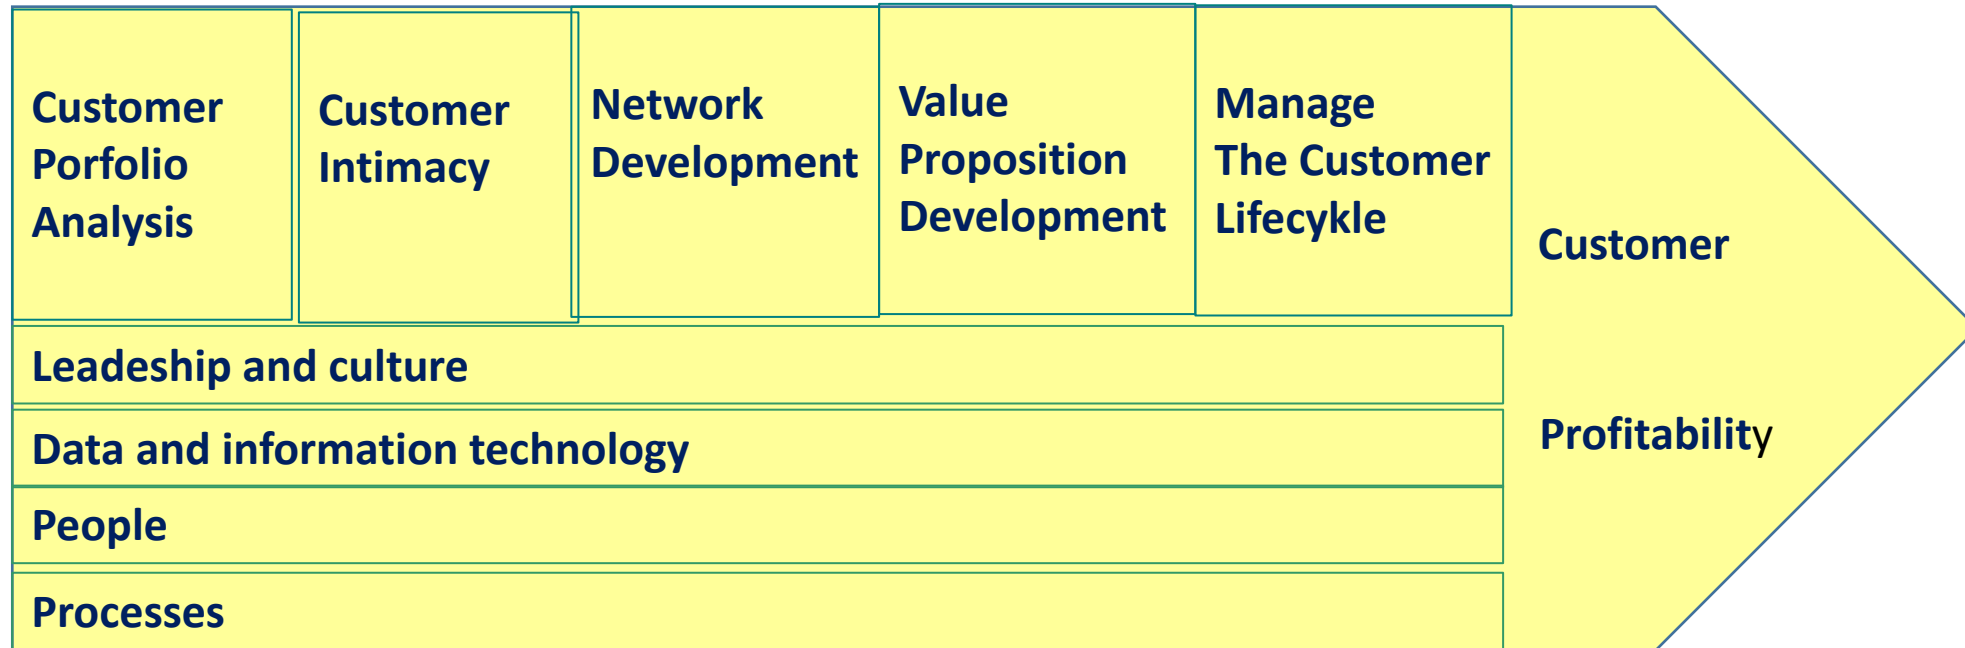 Customer
Porfolio
Analysis
Customer
Intimacy
Network
Development
Value
Proposition
Development
Manage
The Customer
Lifecykle
Customer
Profitability
Leadeship and culture
Data and information technology
People
Processes